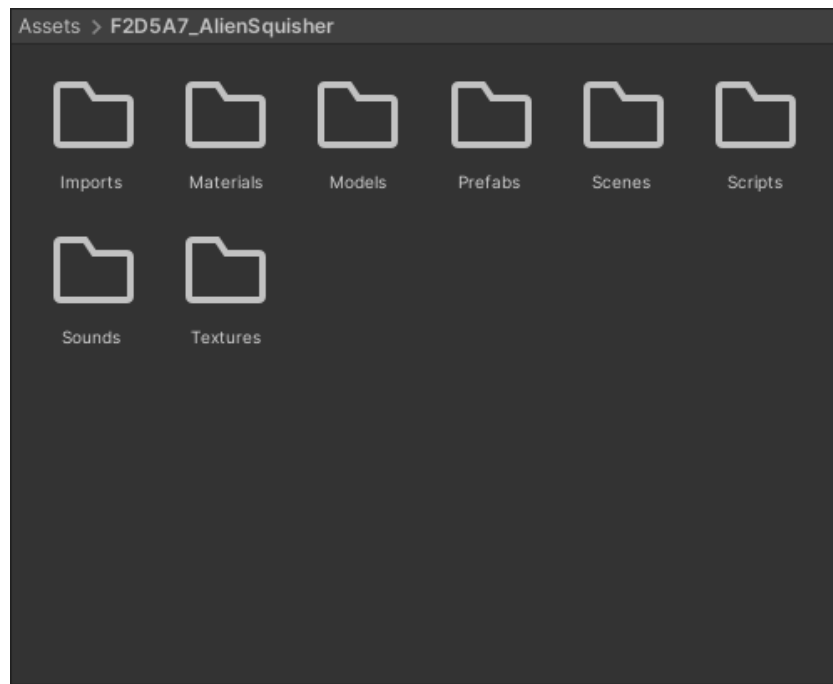 Assets > F2D5A7_AlienSquisher
Imports Materials Models Prefabs Scenes Scripts
Sounds Textures